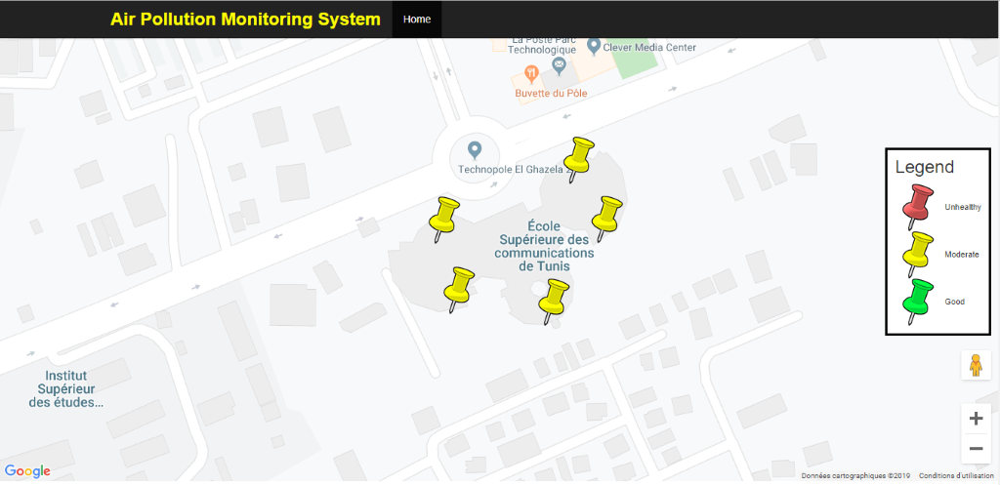 Air Pollution Monitoring System
Home
La Poste Parc
Technologique
Clever Media Center
Buvette du Pôle
Technopole El Ghazela 2
École
Supérieure des
communications
de Tunis
Legend
Unhealthy
Moderate
Good
Institut
Supérieur
des études...
Google
Données cartographiques ©2019
Conditions d'utilisation